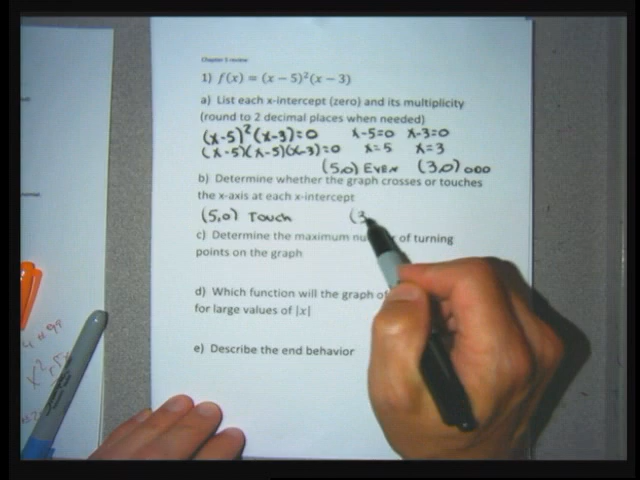 Chapter 5 review
1) f(x) = (x − 5)²(x − 3)
a) List each x-intercept (zero) and its multiplicity
(round to 2 decimal places when needed)
(x-5)²(x-3)=0 x-5=0 x-3=0
(x-5)(x-5)(x-3)=0 x=5 x=3
(5,0) EVEN (3,0) ODD
b) Determine whether the graph crosses or touches
the x-axis at each x-intercept
(5,0) TOUCH (3
c) Determine the maximum of turning
points on the graph
d) Which function will the graph of
for large values of |x|
e) Describe the end behavior